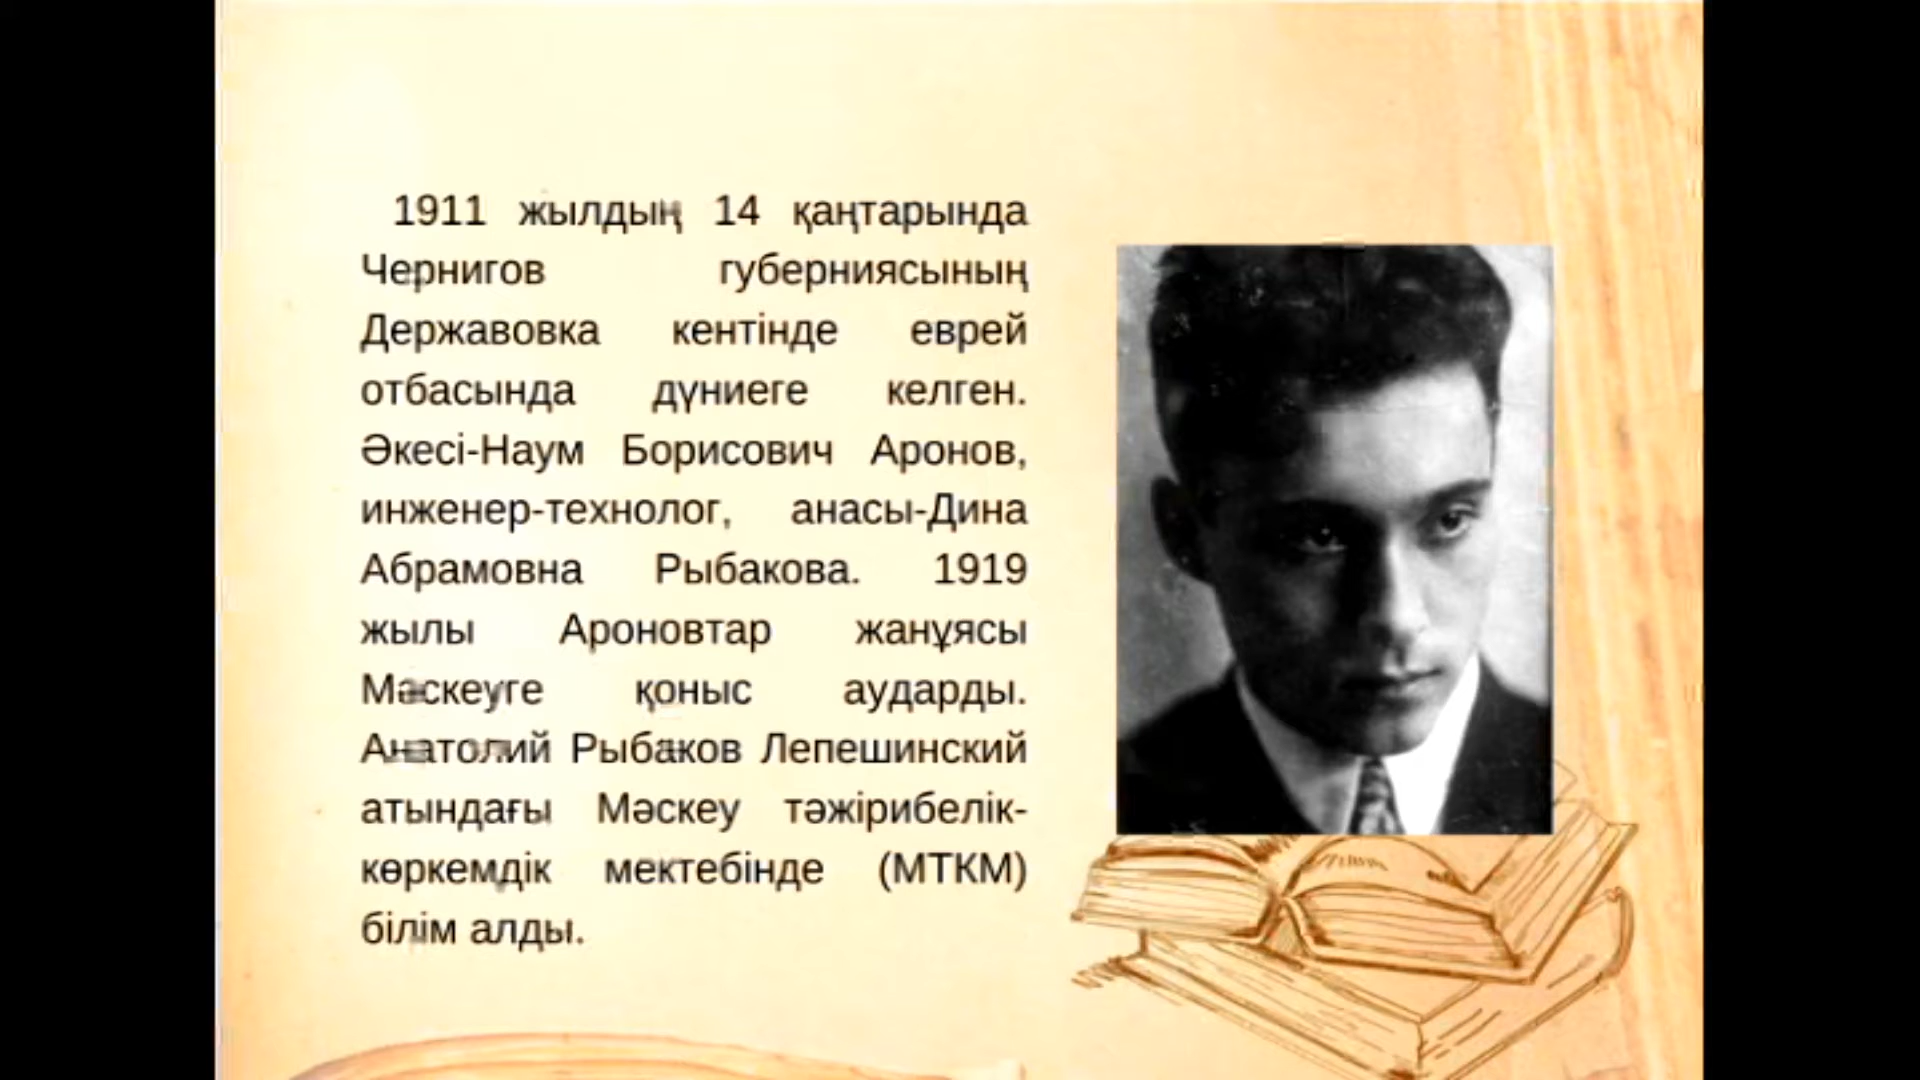 1911 жылдың 14 қаңтарында
Чернигов губерниясының
Державовка кентінде еврей
отбасында дүниеге келген.
Әкесі-Наум Борисович Аронов,
инженер-технолог, анасы-Дина
Абрамовна Рыбакова. 1919
жылы Ароновтар жанұясы
Мәскеуге қоныс аударды.
Анатолий Рыбаков Лепешинский
атындағы Мәскеу тәжірибелік-
көркемдік мектебінде (МТКМ)
білім алды.